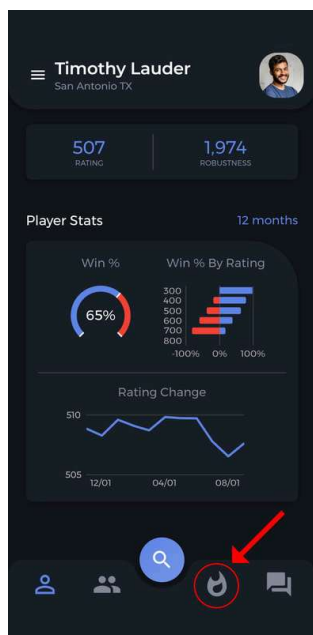 Timothy Lauder
San Antonio TX
507
RATING
1,974
ROBUSTNESS
Player Stats
12 months
Win %
65%
Win % By Rating
300
400
500
600
700
800
-100% 0% 100%
Rating Change
510
505
12/01 04/01 08/01